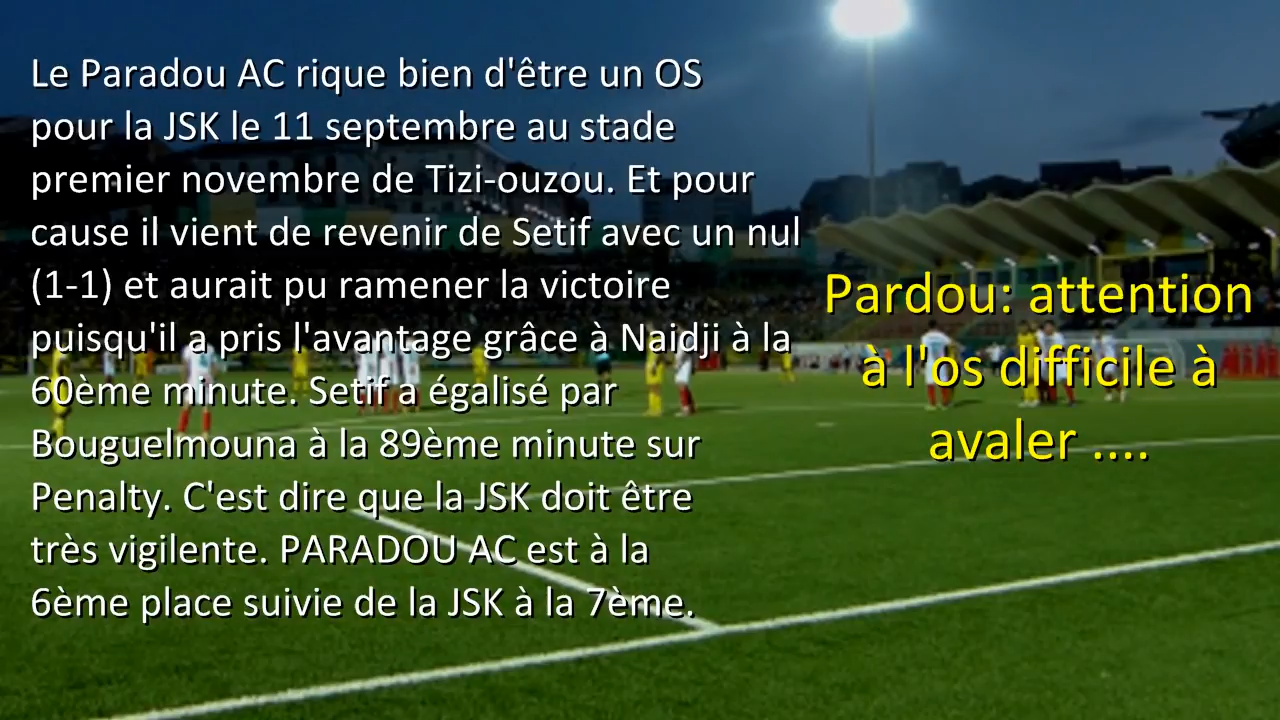 Le Paradou AC rique bien d'être un OS
pour la JSK le 11 septembre au stade
premier novembre de Tizi-ouzou. Et pour
cause il vient de revenir de Setif avec un nul
(1-1) et aurait pu ramener la victoire
puisqu'il a pris l'avantage grâce à Naidji à la
60ème minute. Setif a égalisé par
Bouguelmouna à la 89ème minute sur
Penalty. C'est dire que la JSK doit être
très vigilente. PARADOU AC est à la
6ème place suivie de la JSK à la 7ème.
Pardou: attention
à l'os difficile à
avaler ....